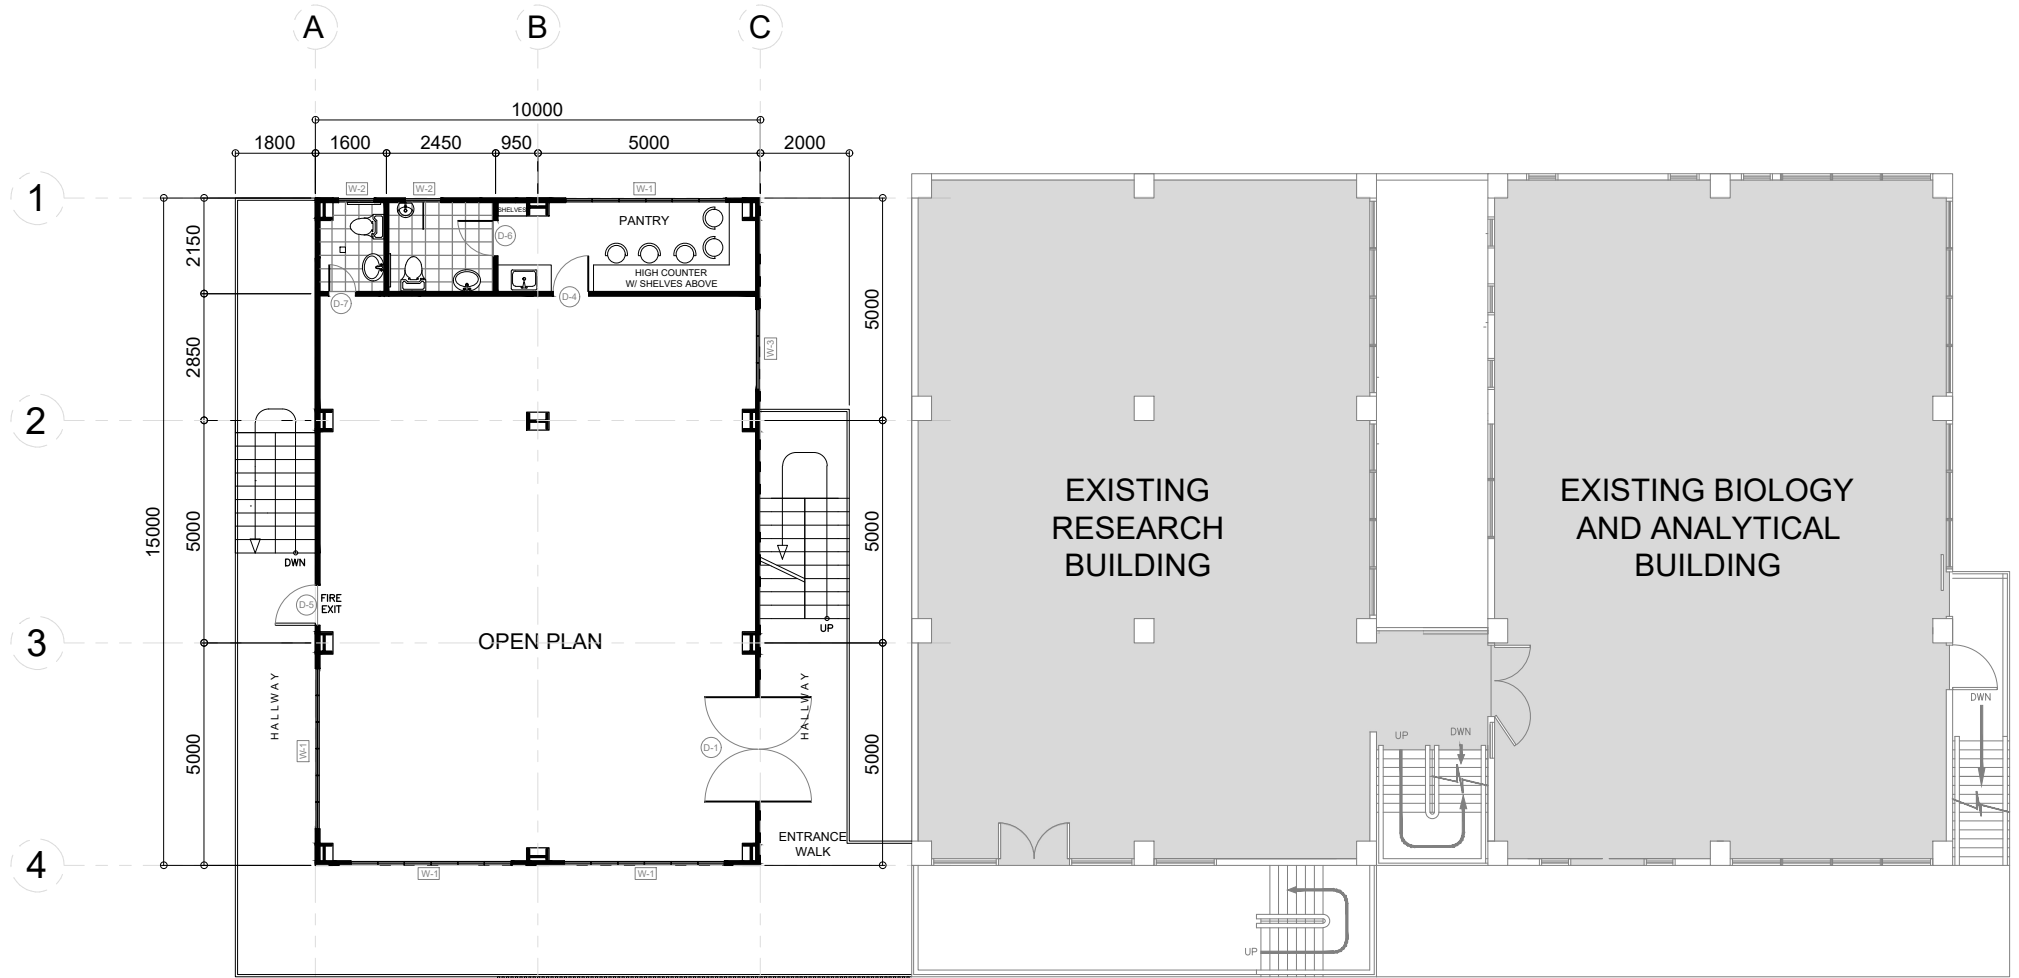 A
B
C
10000
1800
1600
2450
950
5000
2000
1
W-2
W-2
W-1
2150
SHELVES
PANTRY
D-6
HIGH COUNTER
W/ SHELVES ABOVE
D-7
D-4
5000
2850
W-3
2
15000
5000
5000
DWN
D-5
FIRE
EXIT
UP
3
OPEN PLAN
HALLWAY
HALLWAY
5000
W-1
D-1
5000
ENTRANCE
WALK
4
W-1
W-1
EXISTING
RESEARCH
BUILDING
EXISTING BIOLOGY
AND ANALYTICAL
BUILDING
UP
DWN
DWN
UP